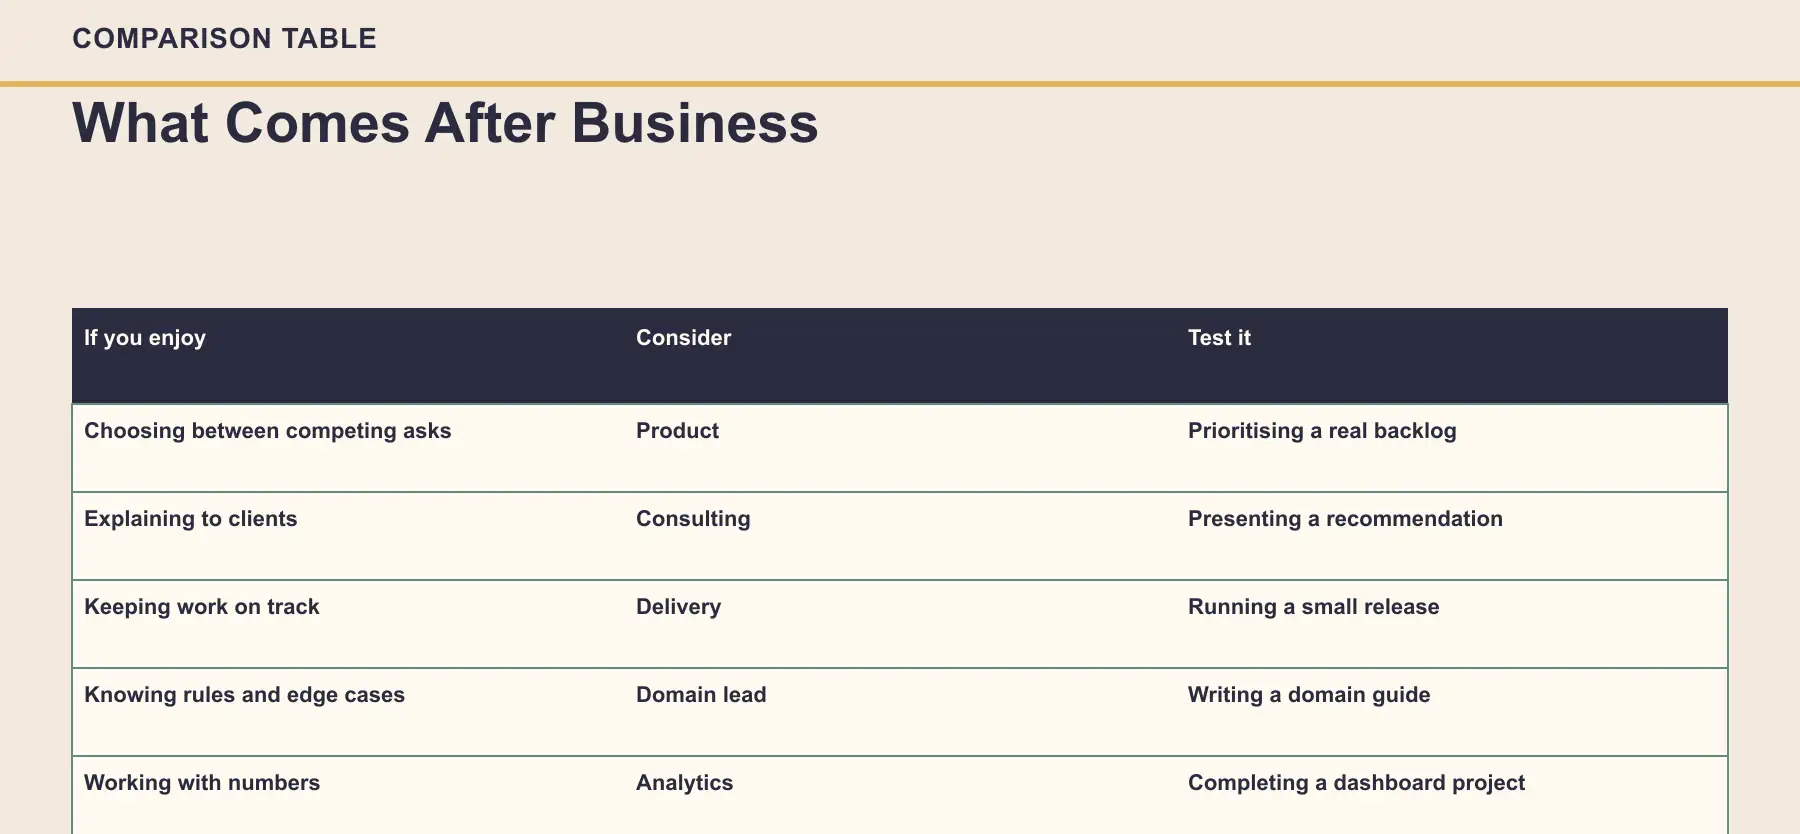 COMPARISON TABLE
What Comes After Business
If you enjoy Consider Test it
Choosing between competing asks Product Prioritising a real backlog
Explaining to clients Consulting Presenting a recommendation
Keeping work on track Delivery Running a small release
Knowing rules and edge cases Domain lead Writing a domain guide
Working with numbers Analytics Completing a dashboard project